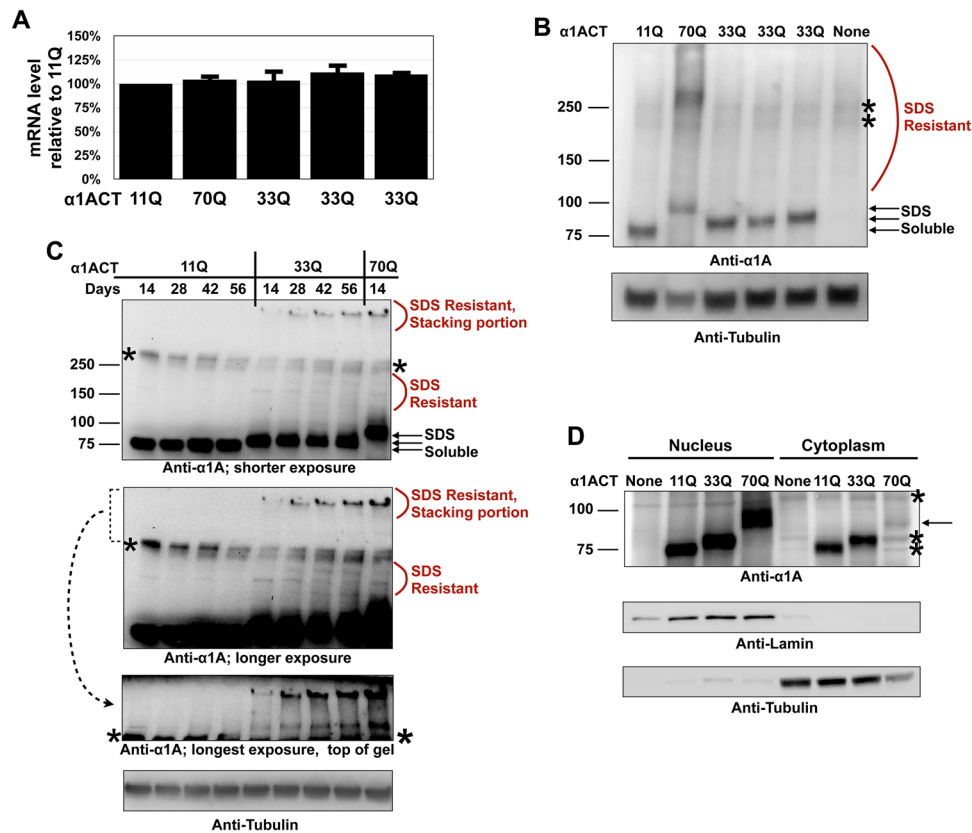 A
mRNA level
relative to 11Q
150%
125%
100%
75%
50%
25%
0%
α1ACT 11Q 70Q 33Q 33Q 33Q
B
α1ACT 11Q 70Q 33Q 33Q 33Q None
250
150
100
75
*
*
SDS
Resistant
SDS
Soluble
Anti-α1A
Anti-Tubulin
C
α1ACT 11Q 33Q 70Q
Days 14 28 42 56 14 28 42 56 14
SDS Resistant,
Stacking portion
*
*
250
150
100
75
SDS
Resistant
SDS
Soluble
Anti-α1A; shorter exposure
SDS Resistant,
Stacking portion
*
SDS
Resistant
Anti-α1A; longer exposure
* *
Anti-α1A; longest exposure, top of gel
Anti-Tubulin
D
Nucleus Cytoplasm
α1ACT None 11Q 33Q 70Q None 11Q 33Q 70Q
100
75
*
*
*
Anti-α1A
Anti-Lamin
Anti-Tubulin